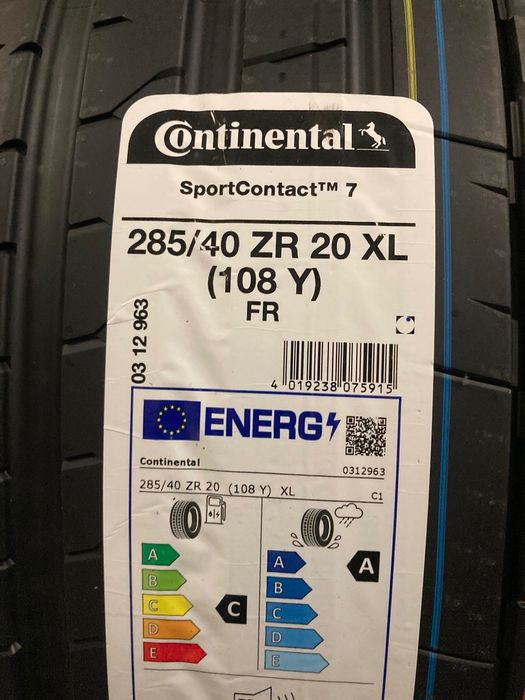 Continental
SportContact™ 7
285/40 ZR 20 XL
(108 Y)
FR
03 12 963
4 019238 075915
ENERG
Continental
0312963
285/40 ZR 20 (108 Y) XL
C1
A
B
C
D
E
C
A
B
C
D
E
A